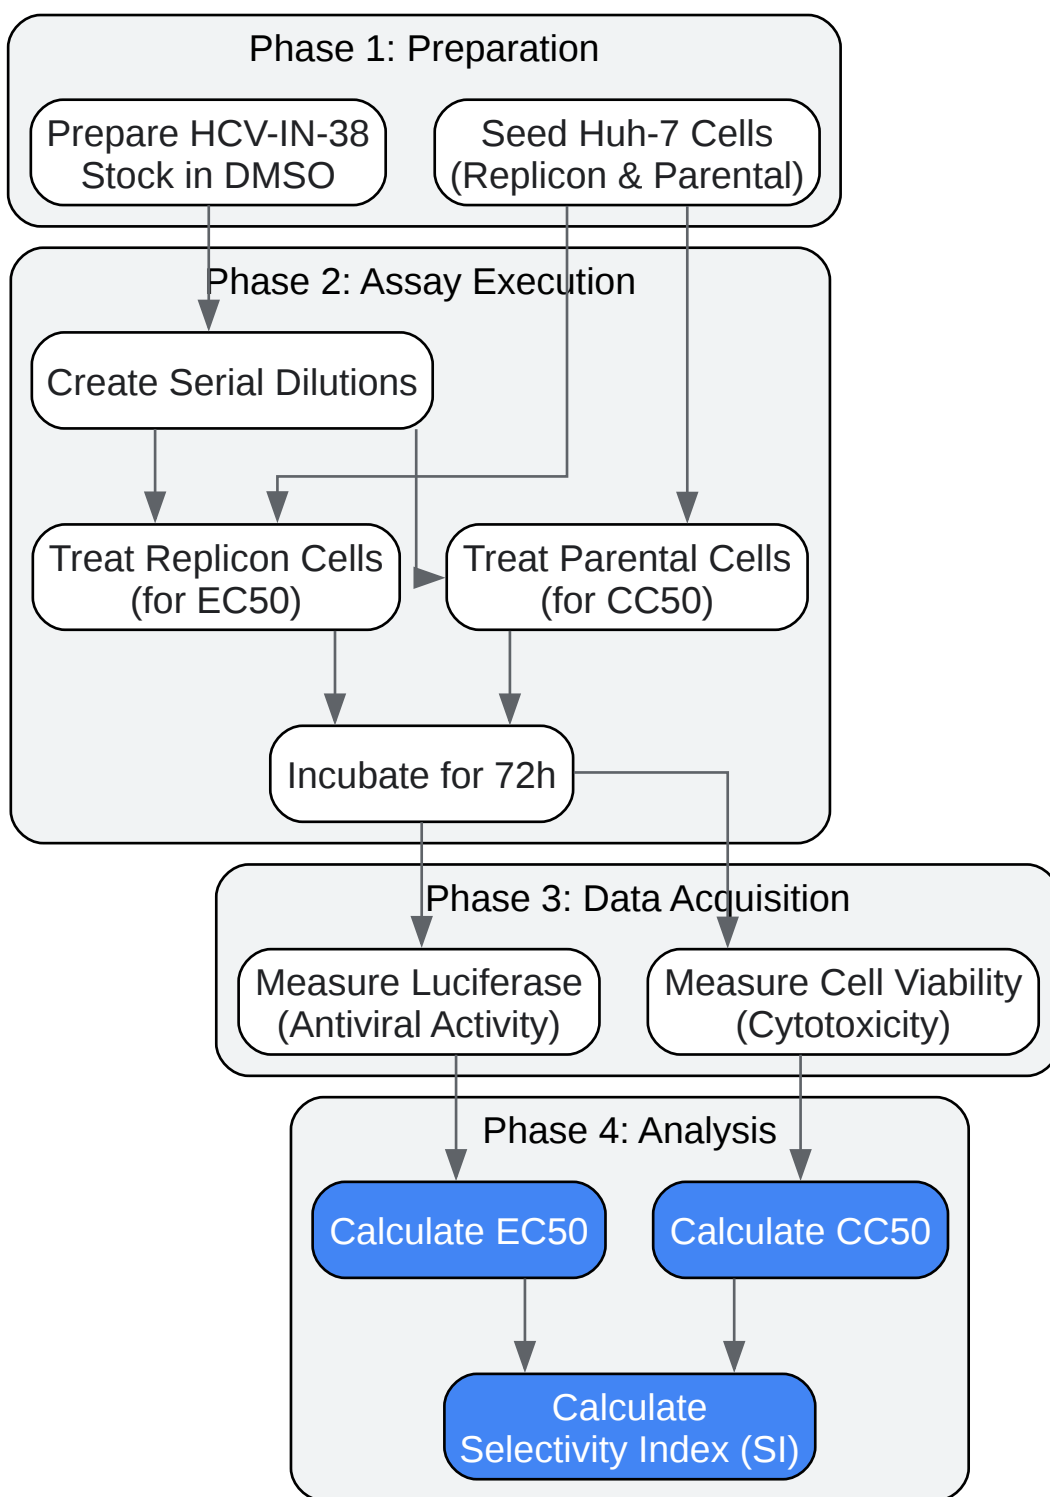 Phase 1: Preparation
Prepare HCV-IN-38
Stock in DMSO
Seed Huh-7 Cells
(Replicon & Parental)
Phase 2: Assay Execution
Create Serial Dilutions
Treat Replicon Cells
(for EC50)
Treat Parental Cells
(for CC50)
Incubate for 72h
Phase 3: Data Acquisition
Measure Luciferase
(Antiviral Activity)
Measure Cell Viability
(Cytotoxicity)
Phase 4: Analysis
Calculate EC50
Calculate CC50
Calculate
Selectivity Index (SI)